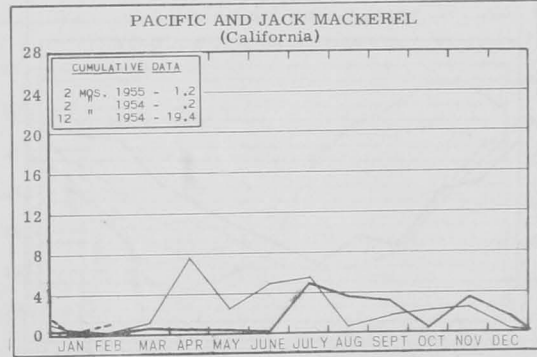 PACIFIC AND JACK MACKEREL
(California)
28
24
20
16
12
8
4
0
CUMULATIVE DATA
2 MOS. 1955 - 1.2
2 " 1954 - .2
12 " 1954 - 19.4
JAN FEB MAR APR MAY JUNE JULY AUG SEPT OCT NOV DEC